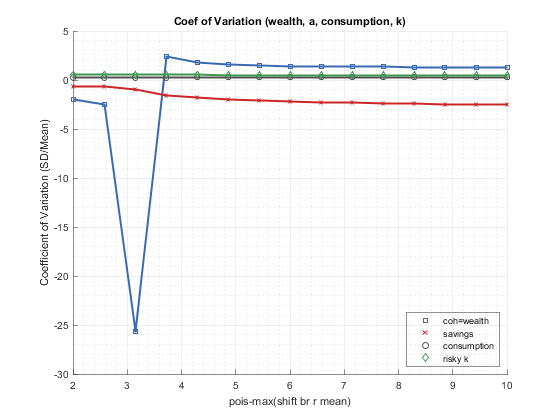 Coef of Variation (wealth, a, consumption, k)
5
0
-5
-10
-15
-20
-25
-30
Coefficient of Variation (SD/Mean)
coh=wealth
savings
consumption
risky k
2 3 4 5 6 7 8 9 10
pois-max(shift br r mean)